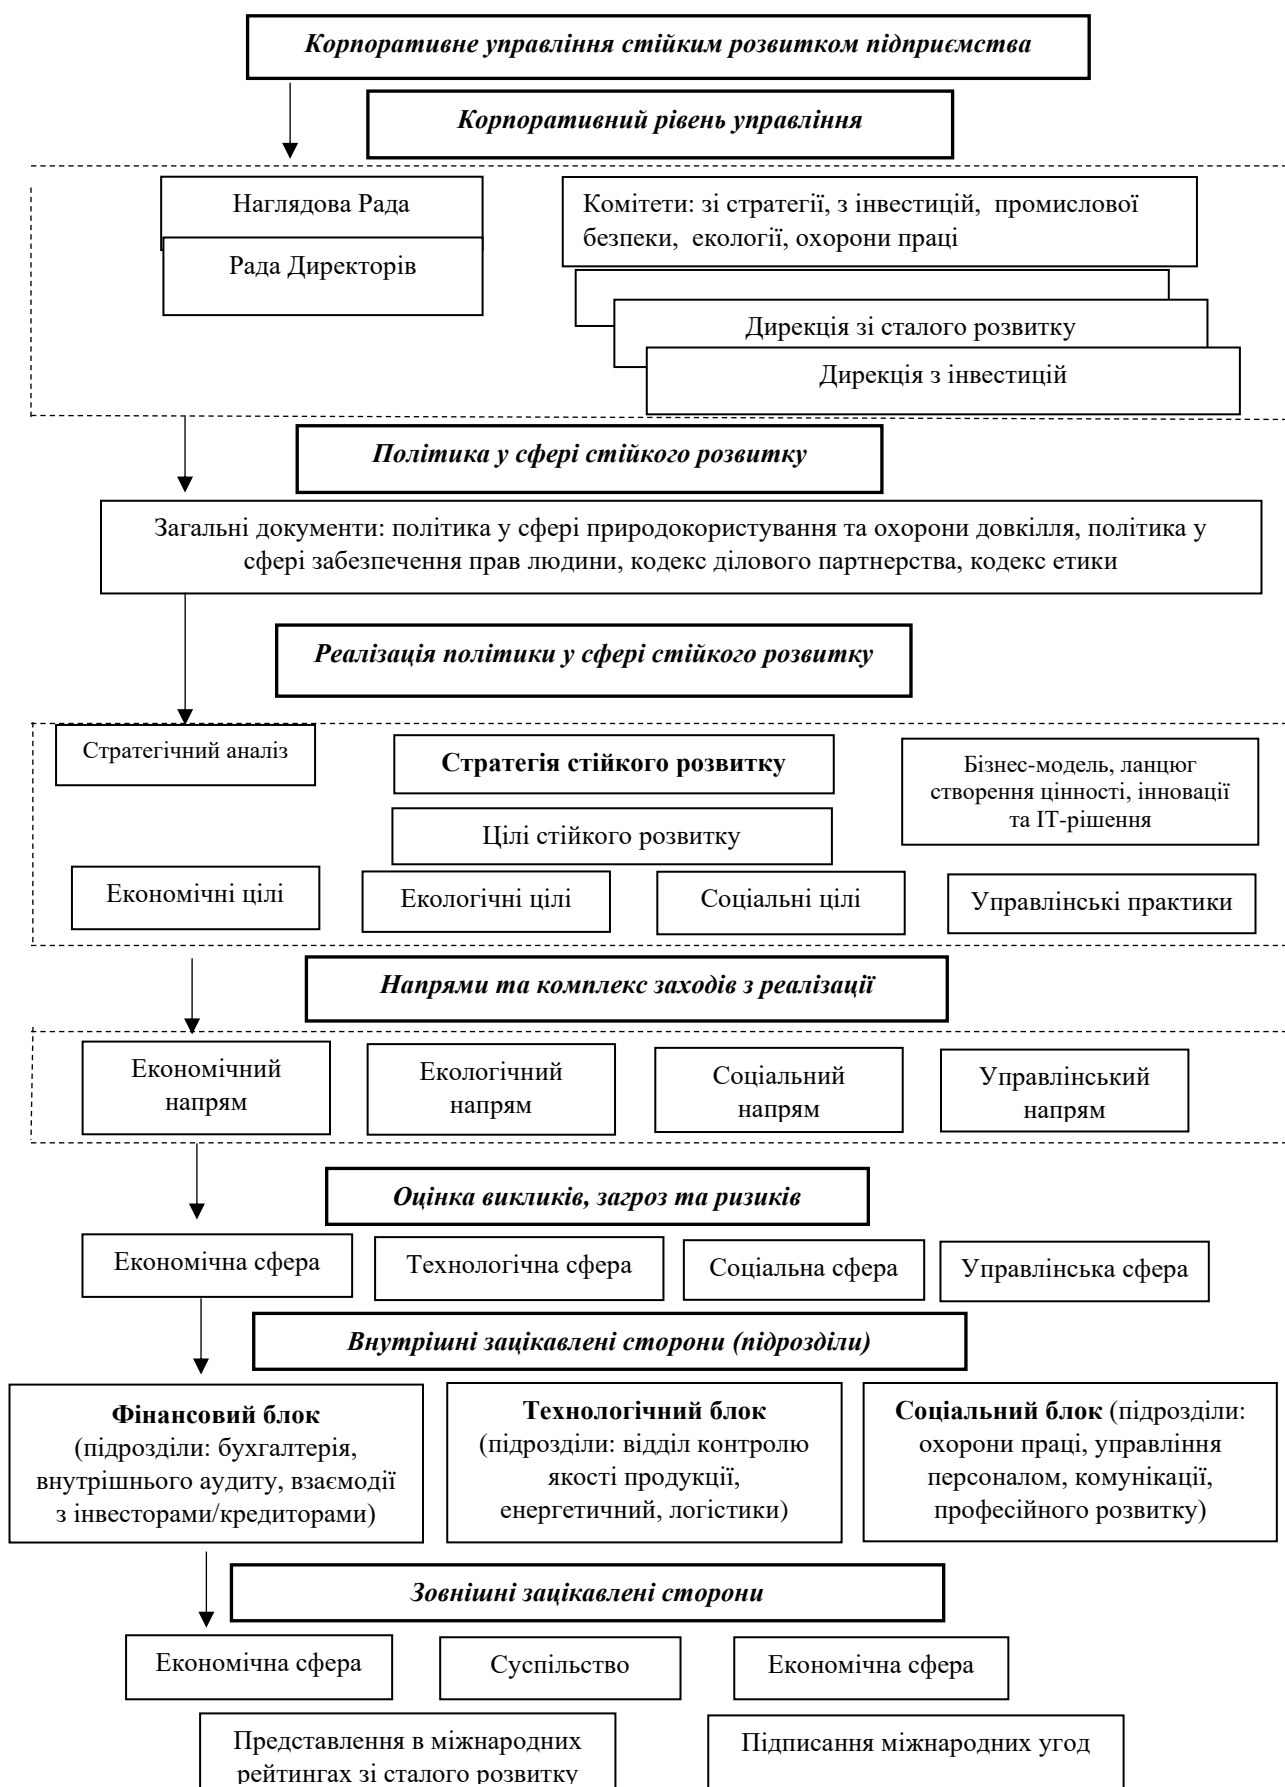 Корпоративне управління стійким розвитком підприємства
Корпоративний рівень управління
Наглядова Рада
Рада Директорів
Комітети: зі стратегії, з інвестицій, промислової
безпеки, екології, охорони праці
Дирекція зі сталого розвитку
Дирекція з інвестицій
Політика у сфері стійкого розвитку
Загальні документи: політика у сфері природокористування та охорони довкілля, політика у
сфері забезпечення прав людини, кодекс ділового партнерства, кодекс етики
Реалізація політики у сфері стійкого розвитку
Стратегічний аналіз
Стратегія стійкого розвитку
Бізнес-модель, ланцюг
створення цінності, інновації
та ІТ-рішення
Цілі стійкого розвитку
Економічні цілі
Екологічні цілі
Соціальні цілі
Управлінські практики
Напрями та комплекс заходів з реалізації
Економічний
напрям
Екологічний
напрям
Соціальний
напрям
Управлінський
напрям
Оцінка викликів, загроз та ризиків
Економічна сфера
Технологічна сфера
Соціальна сфера
Управлінська сфера
Внутрішні зацікавлені сторони (підрозділи)
Фінансовий блок
(підрозділи: бухгалтерія,
внутрішнього аудиту, взаємодії
з інвесторами/кредиторами)
Технологічний блок
(підрозділи: відділ контролю
якості продукції,
енергетичний, логістики)
Соціальний блок (підрозділи:
охорони праці, управління
персоналом, комунікації,
професійного розвитку)
Зовнішні зацікавлені сторони
Економічна сфера
Суспільство
Економічна сфера
Представлення в міжнародних
рейтингах зі сталого розвитку
Підписання міжнародних угод